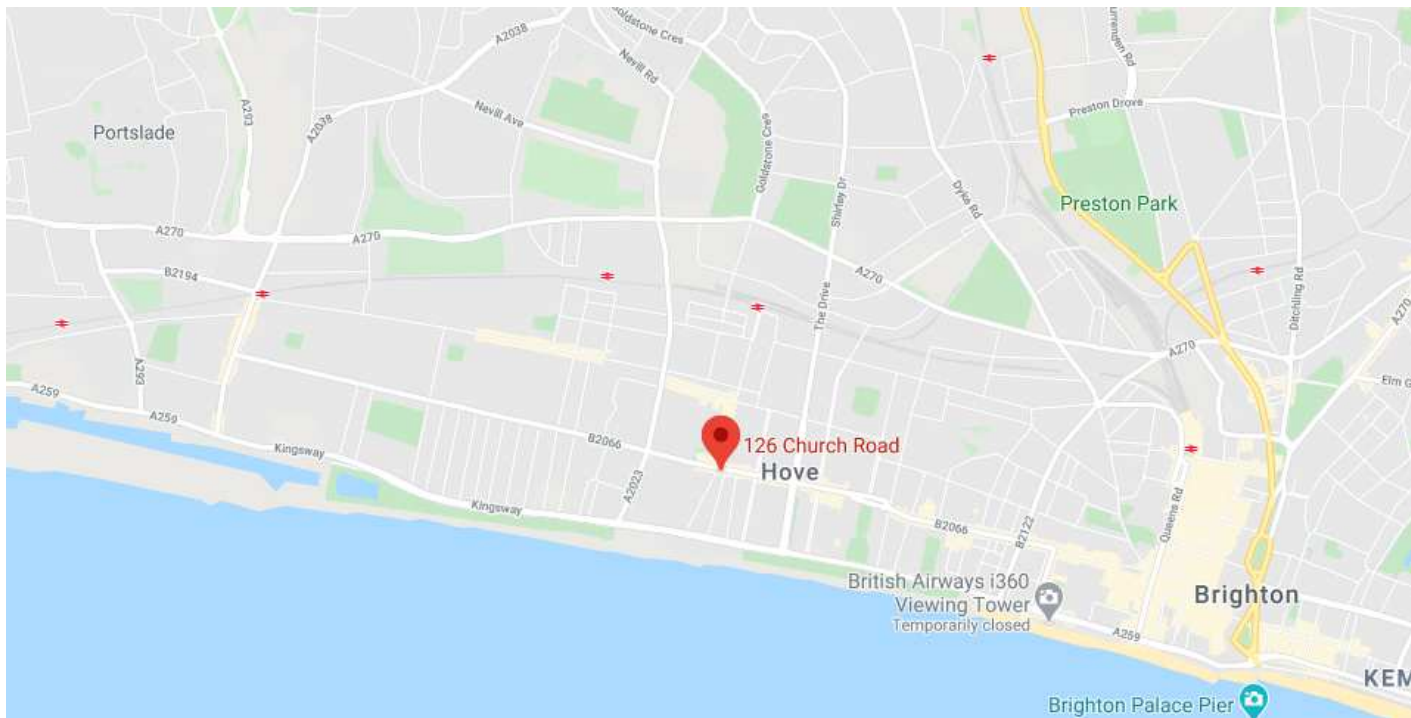 Goldstone Cres
A2038
Nevill Rd
A293
A2038
Nevill Ave
Portslade
Goldstone Cres
Shirley Dr
Preston Drove
Dyke Rd
Preston Park
A270
A270
A270
B2194
The Drive
Ditchling Rd
A270
A270
A293
Elm G
A259
A259
Kingsway
B2066
126 Church Road
Hove
A2023
Kingsway
B2066
B2122
Queens Rd
British Airways i360
Viewing Tower
Temporarily closed
Brighton
A259
KEM
Brighton Palace Pier